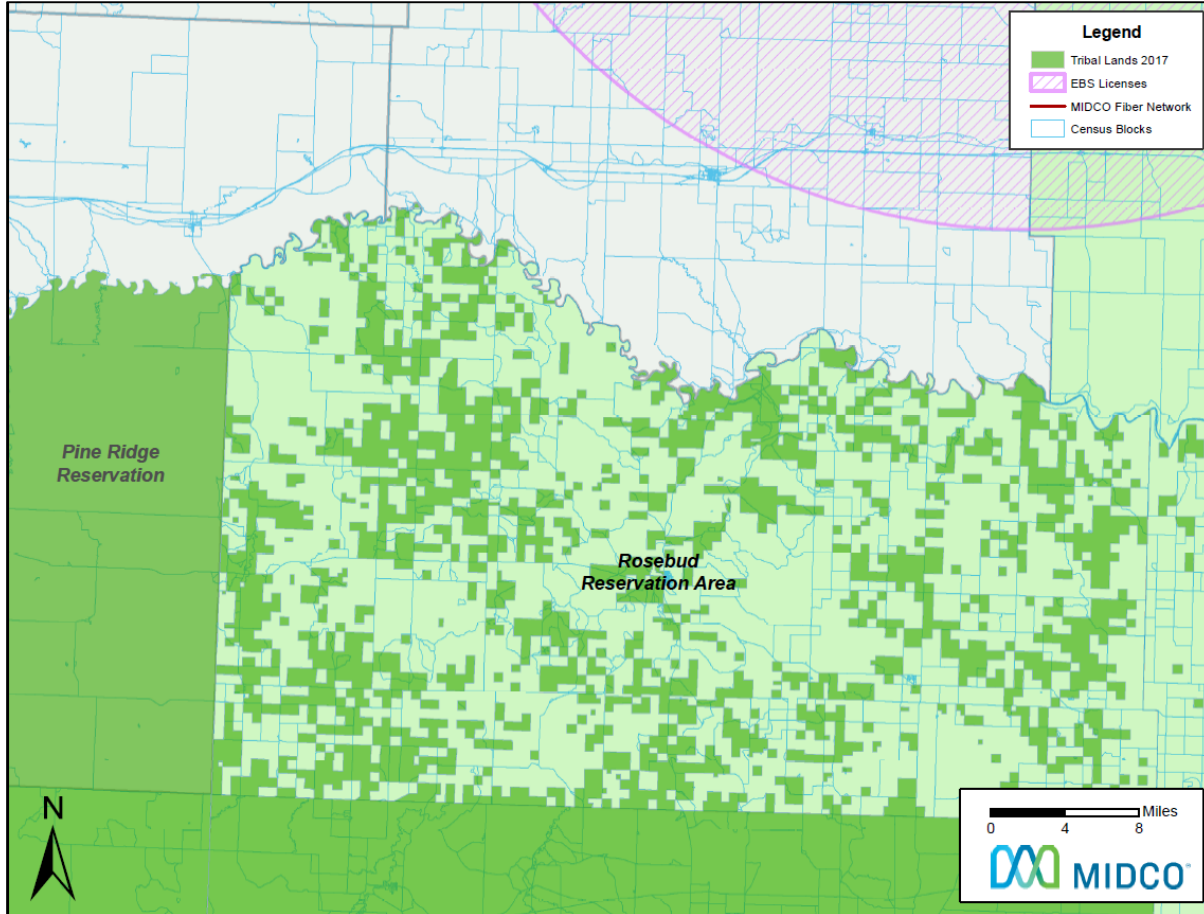 Legend
Tribal Lands 2017
EBS Licenses
MIDCO Fiber Network
Census Blocks
Pine Ridge
Reservation
Rosebud
Reservation Area
N
Miles
0 4 8
MIDCO